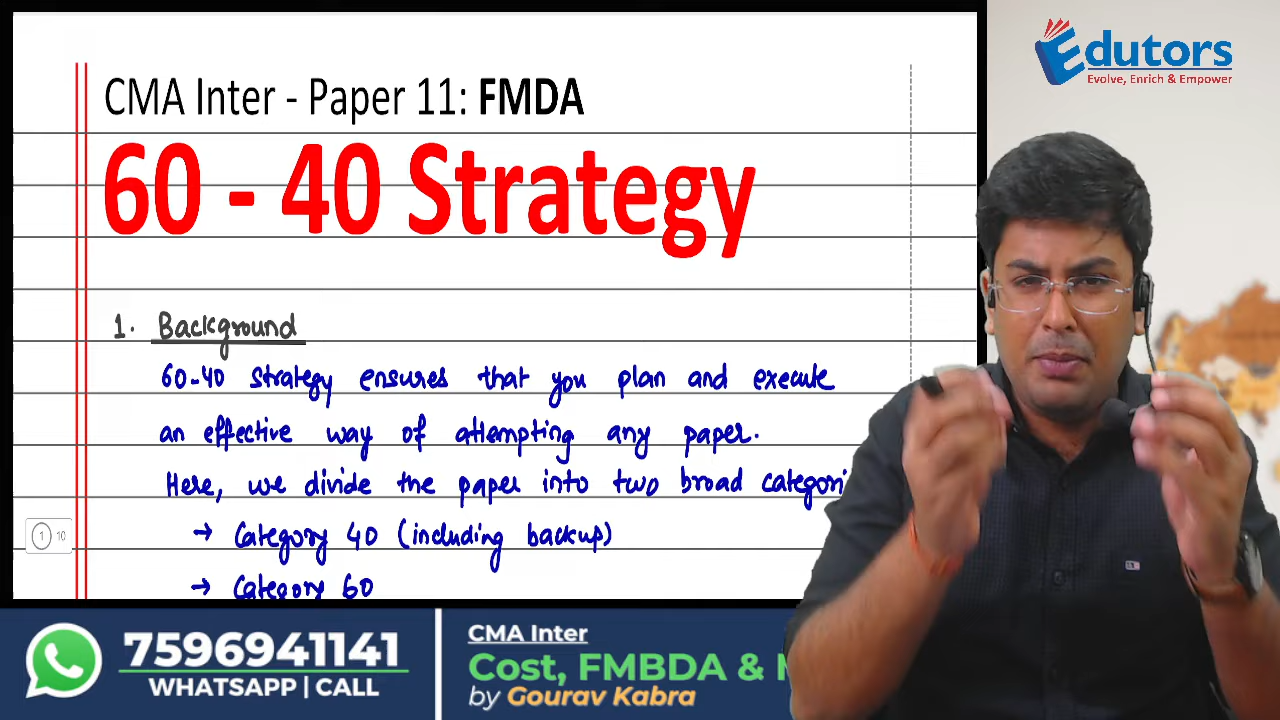 CMA Inter - Paper 11: FMDA
60 - 40 Strategy
1. Background
60-40 strategy ensures that you plan and execute
an effective way of attempting any paper.
Here, we divide the paper into two broad categori
→ Category 40 (including backup)
→ Category 60
1 10
Edutors
Evolve, Enrich & Empower
7596941141
WHATSAPP | CALL
CMA Inter
Cost, FMBDA & M
by Gourav Kabra